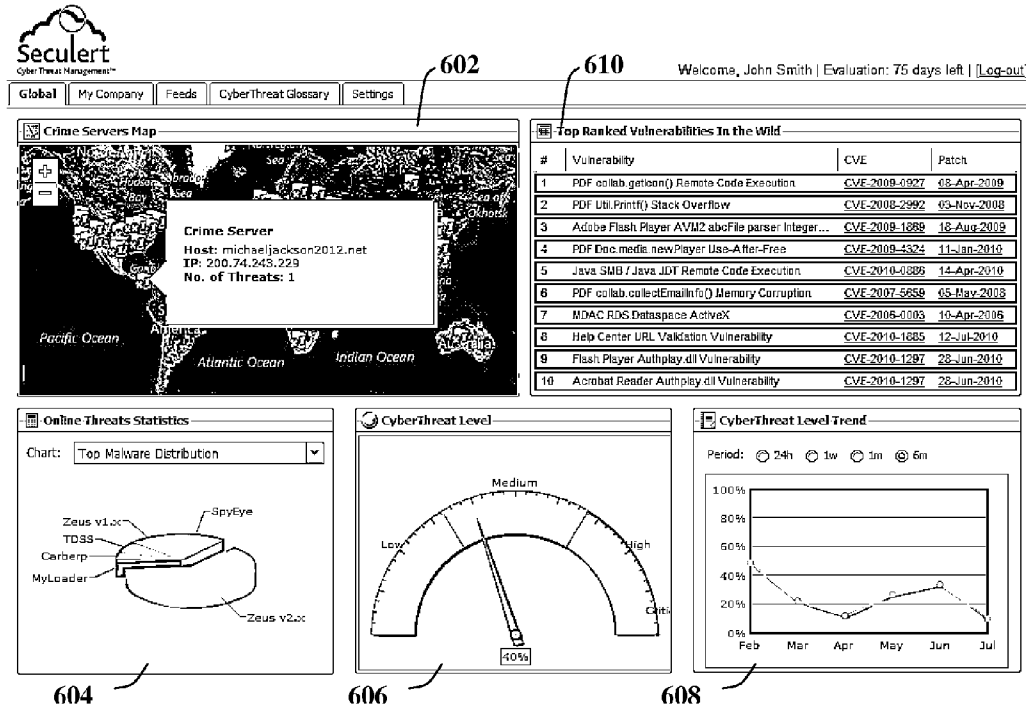 Seculert
Cyber Threat Management™
602
610
Welcome, John Smith | Evaluation: 75 days left | [Log-out]
Global
My Company
Feeds
CyberThreat Glossary
Settings
Crime Servers Map
Hudson
Bay
Sea
Sea
Sea of
Okhotsk
Crime Server
Host: michaeljackson2012.net
IP: 200.74.243.229
No. of Threats: 1
America
Australia
Pacific Ocean
Atlantic Ocean
Indian Ocean
Top Ranked Vulnerabilities In the Wild
# Vulnerability CVE Patch
1 PDF collab.getIcon() Remote Code Execution CVE-2009-0927 08-Apr-2009
2 PDF Util.Printf() Stack Overflow CVE-2008-2992 03-Nov-2008
3 Adobe Flash Player AVM2 abcFile parser Integer... CVE-2009-1869 18-Aug-2009
4 PDF Doc.media.newPlayer Use-After-Free CVE-2009-4324 11-Jan-2010
5 Java SMB / Java JDT Remote Code Execution CVE-2010-0886 14-Apr-2010
6 PDF collab.collectEmailInfo() Memory Corruption CVE-2007-5659 05-May-2008
7 MDAC RDS.Dataspace ActiveX CVE-2006-0003 10-Apr-2006
8 Help Center URL Validation Vulnerability CVE-2010-1885 12-Jul-2010
9 Flash Player Authplay.dll Vulnerability CVE-2010-1297 28-Jun-2010
10 Acrobat Reader Authplay.dll Vulnerability CVE-2010-1297 28-Jun-2010
Online Threats Statistics
Chart: Top Malware Distribution
SpyEye
Zeus v1.x
TDSS
Carberp
MyLoader
Zeus v2.x
604
CyberThreat Level
Medium
Low
High
40%
606
CyberThreat Level Trend
Period: 24h 1w 1m 6m
100%
80%
60%
40%
20%
0%
Feb Mar Apr May Jun Jul
608